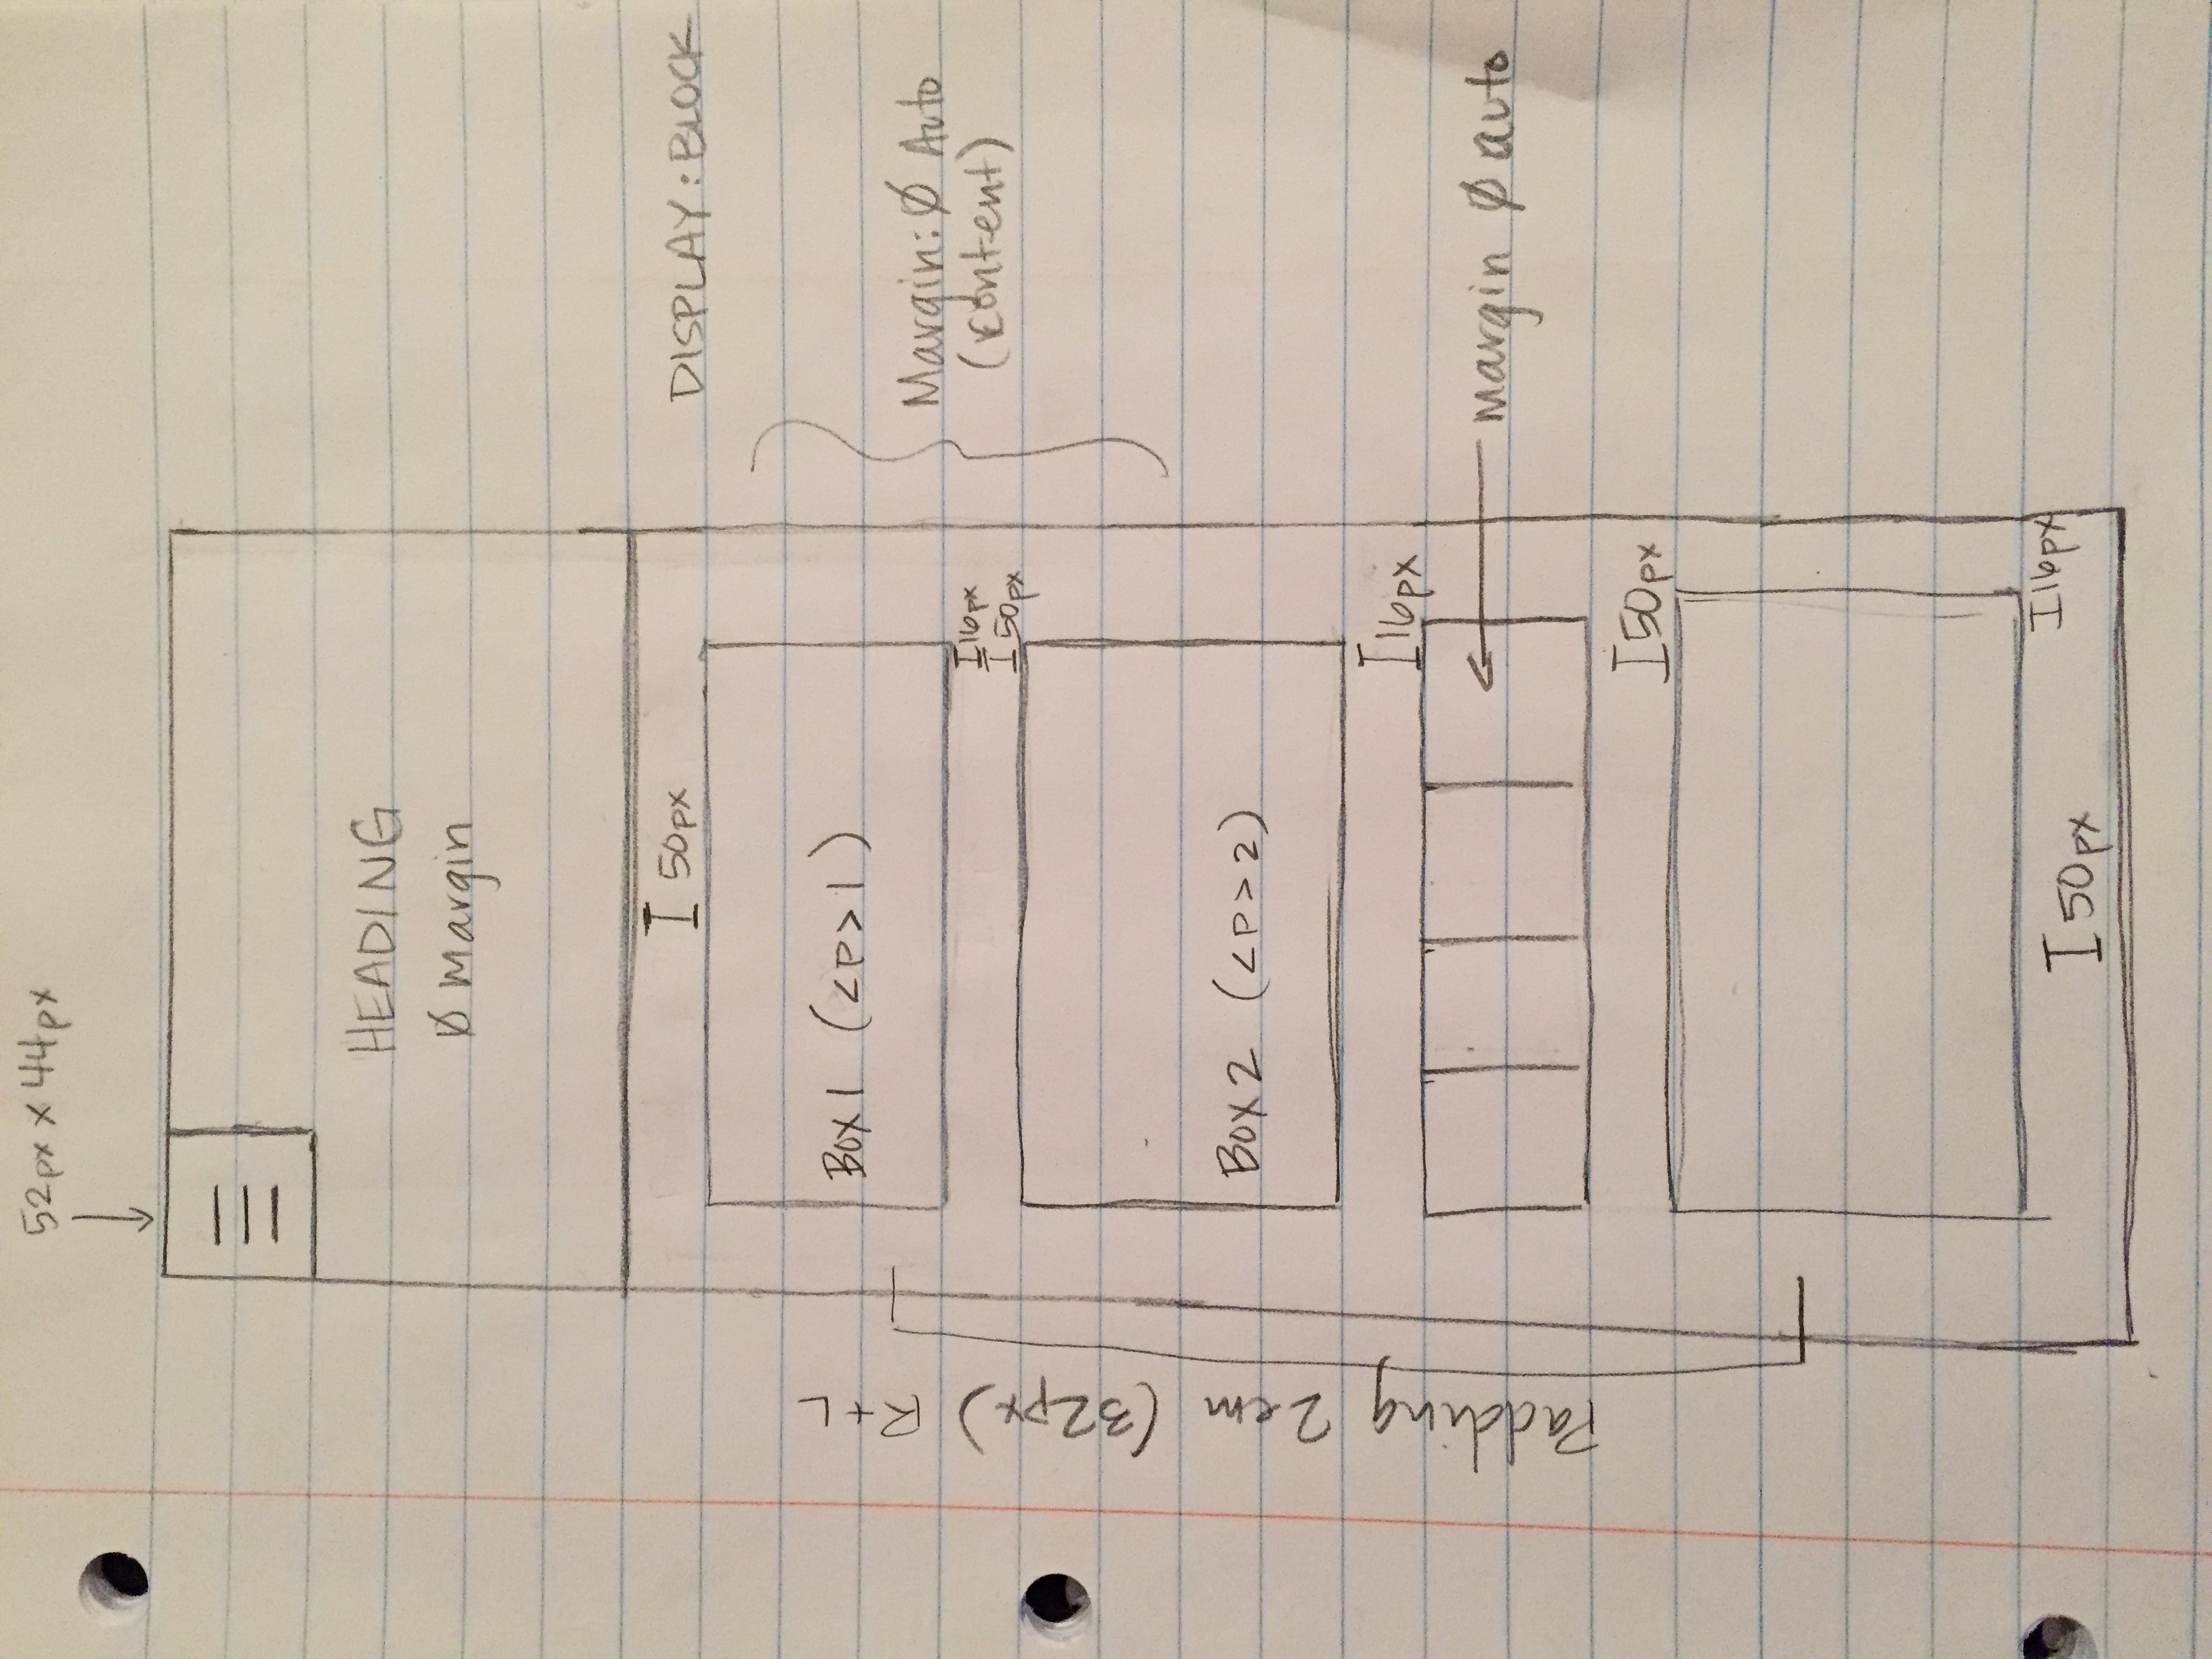 52px x 44px
HEADING
Ø Margin
50px
DISPLAY: BLOCK
Box 1 (<P>1)
16px
50px
Margin: Ø Auto
(content)
Padding 2em (32px) R+L
Box 2 (<P>2)
16px
margin Ø auto
50px
16px
50px